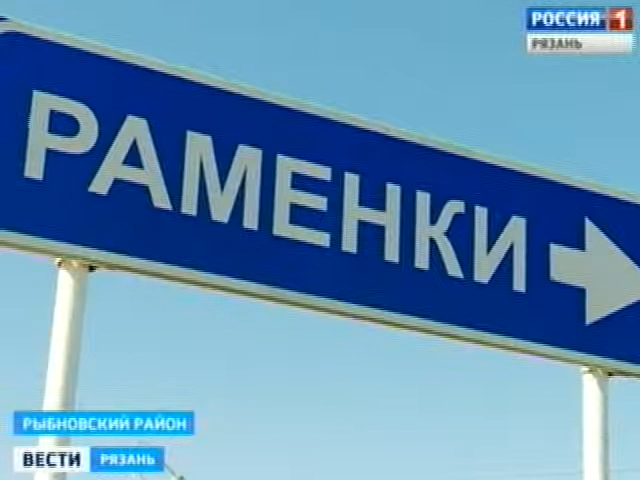 РОССИЯ 1
РЯЗАНЬ
РАМЕНКИ
РЫБНОВСКИЙ РАЙОН
ВЕСТИ РЯЗАНЬ